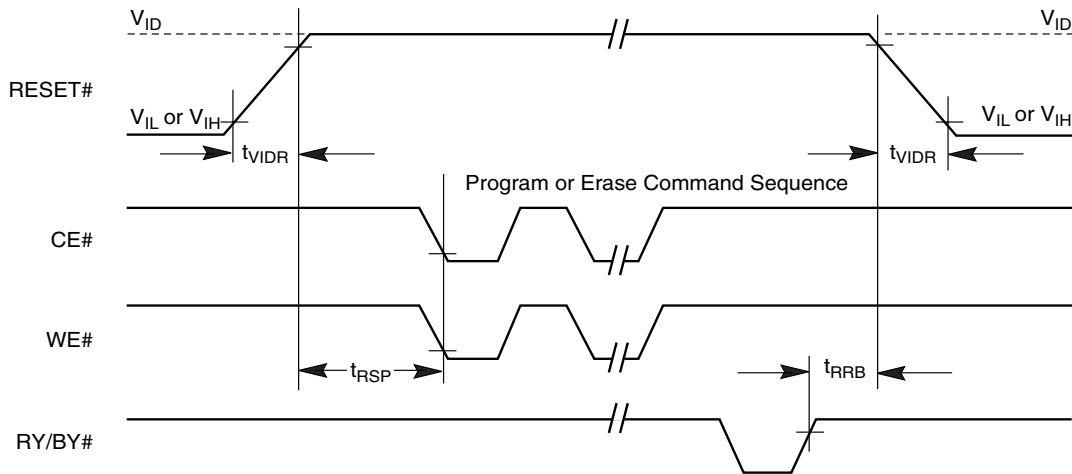 V_ID V_ID
RESET#
V_IL or V_IH V_IL or V_IH
t_VIDR t_VIDR
Program or Erase Command Sequence
CE#
WE#
t_RSP t_RRB
RY/BY#